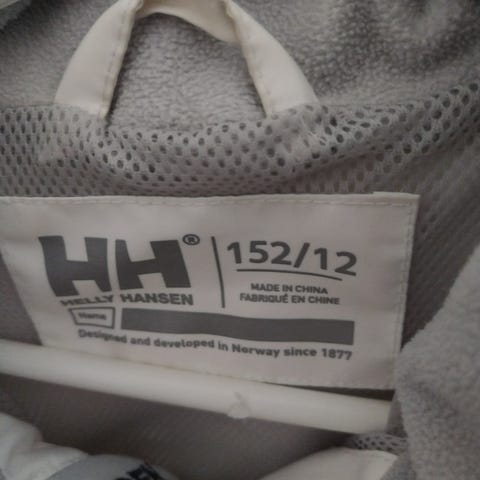 HH®
HELLY HANSEN
152/12
MADE IN CHINA
FABRIQUÉ EN CHINE
Name
Designed and developed in Norway since 1877